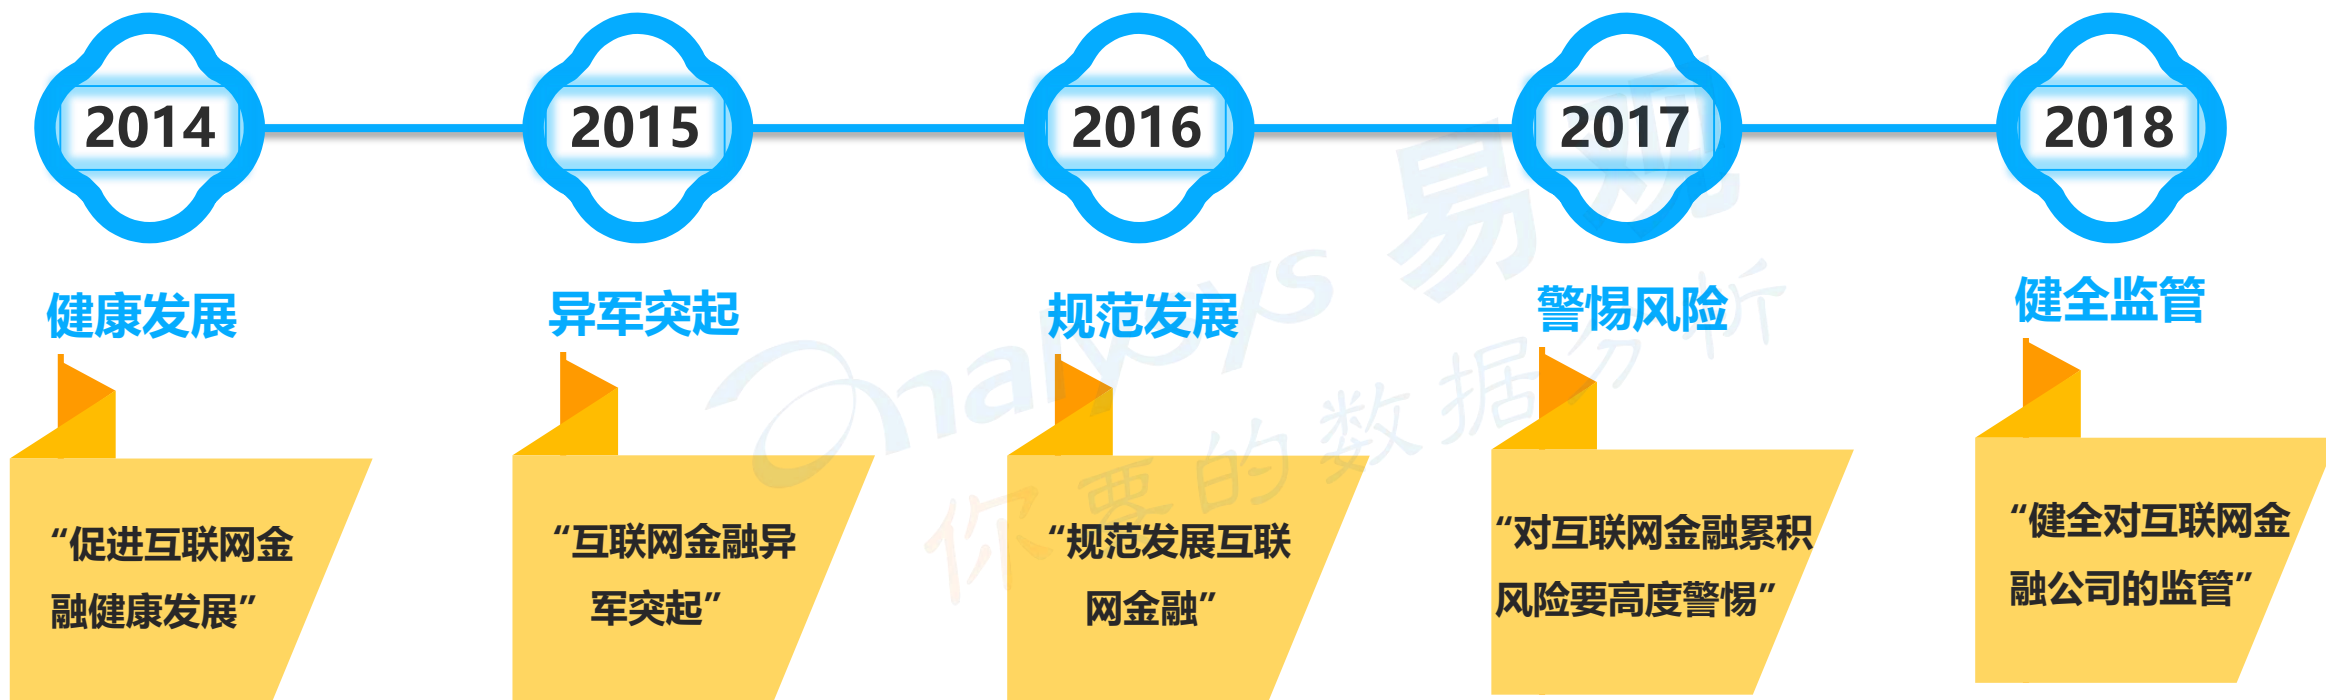 2014
2015
2016
2017
2018
健康发展
异军突起
规范发展
警惕风险
健全监管
“促进互联网金
融健康发展”
“互联网金融异
军突起”
“规范发展互联
网金融”
“对互联网金融累积
风险要高度警惕”
“健全对互联网金
融公司的监管”
analysys 易观
你要的数据分析